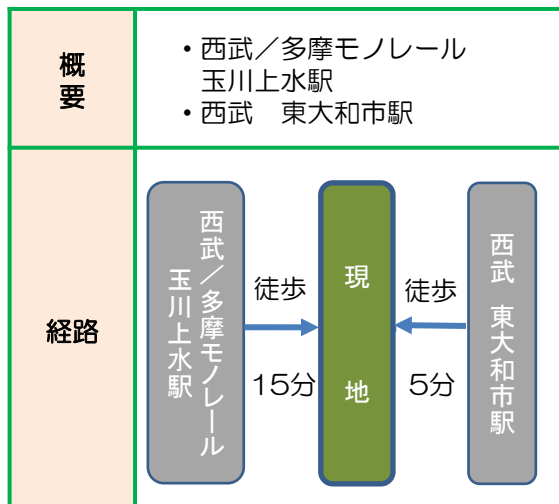 概要
・西武／多摩モノレール
玉川上水駅
・西武　東大和市駅
経路
西武／多摩モノレール
玉川上水駅
徒歩
15分
現地
徒歩
5分
西武　東大和市駅